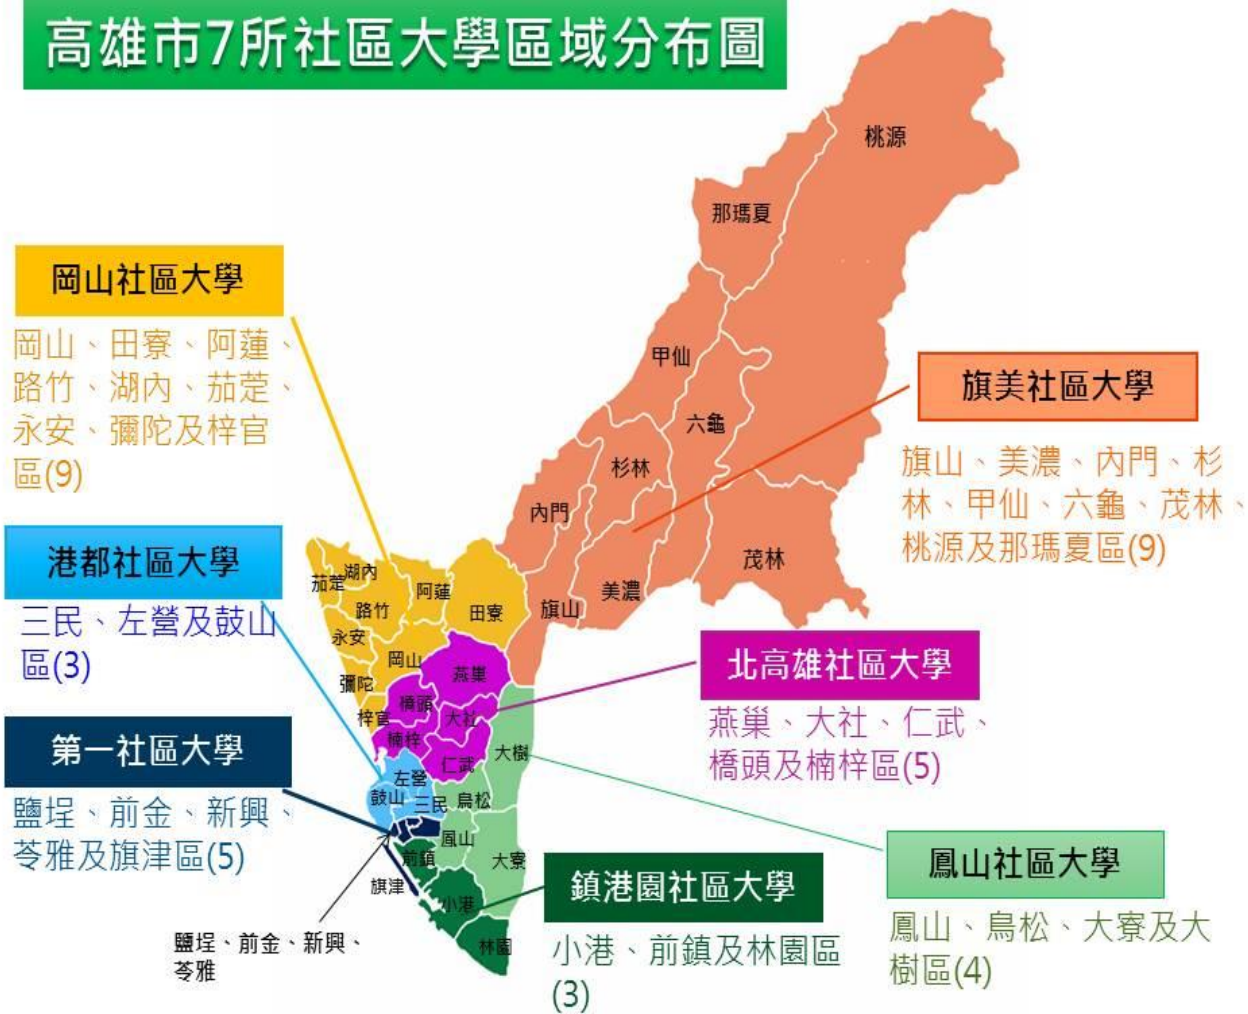 高雄市7所社區大學區域分布圖
岡山社區大學
岡山、田寮、阿蓮、
路竹、湖內、茄萣、
永安、彌陀及梓官
區(9)
港都社區大學
三民、左營及鼓山
區(3)
第一社區大學
鹽埕、前金、新興、
苓雅及旗津區(5)
旗美社區大學
旗山、美濃、內門、杉
林、甲仙、六龜、茂林、
桃源及那瑪夏區(9)
北高雄社區大學
燕巢、大社、仁武、
橋頭及楠梓區(5)
鳳山社區大學
鳳山、鳥松、大寮及大
樹區(4)
鎮港園社區大學
小港、前鎮及林園區
(3)
桃源
那瑪夏
甲仙
六龜
杉林
內門
茂林
美濃
旗山
湖內
茄萣
阿蓮
路竹
田寮
永安
岡山
燕巢
彌陀
橋頭
梓官
大社
楠梓
大樹
仁武
左營
鼓山
三民
鳥松
鳳山
前鎮
大寮
旗津
小港
林園
鹽埕、前金、新興、
苓雅